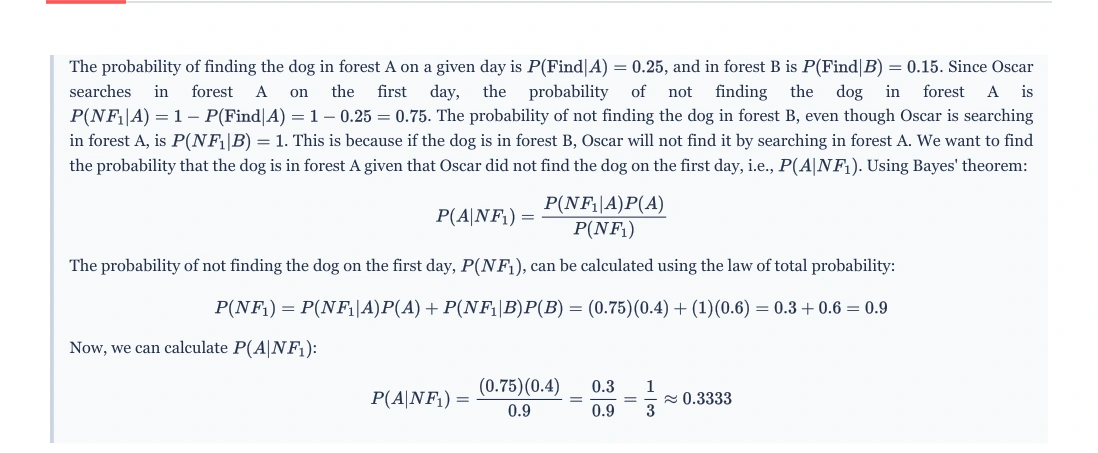 The probability of finding the dog in forest A on a given day is P(Find|A) = 0.25, and in forest B is P(Find|B) = 0.15. Since Oscar
searches in forest A on the first day, the probability of not finding the dog in forest A is
P(NF₁|A) = 1 − P(Find|A) = 1 − 0.25 = 0.75. The probability of not finding the dog in forest B, even though Oscar is searching
in forest A, is P(NF₁|B) = 1. This is because if the dog is in forest B, Oscar will not find it by searching in forest A. We want to find
the probability that the dog is in forest A given that Oscar did not find the dog on the first day, i.e., P(A|NF₁). Using Bayes' theorem:
P(A|NF₁) = P(NF₁|A)P(A) / P(NF₁)
The probability of not finding the dog on the first day, P(NF₁), can be calculated using the law of total probability:
P(NF₁) = P(NF₁|A)P(A) + P(NF₁|B)P(B) = (0.75)(0.4) + (1)(0.6) = 0.3 + 0.6 = 0.9
Now, we can calculate P(A|NF₁):
P(A|NF₁) = (0.75)(0.4) / 0.9 = 0.3 / 0.9 = 1 / 3 ≈ 0.3333